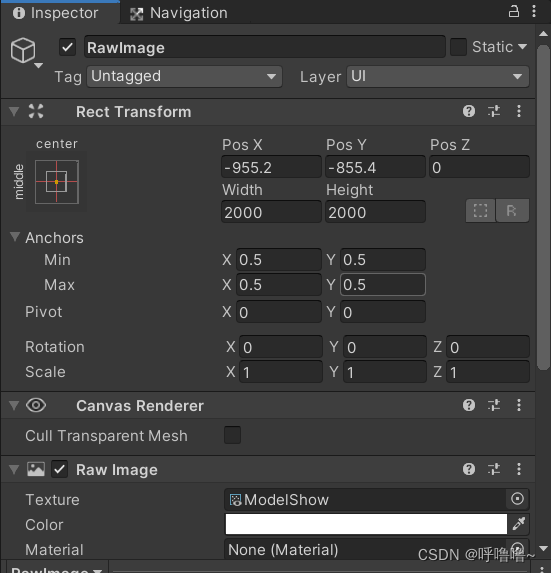 Inspector Navigation
RawImage Static
Tag Untagged Layer UI
Rect Transform
center
middle
Pos X Pos Y Pos Z
-955.2 -855.4 0
Width Height
2000 2000
R
Anchors
Min X 0.5 Y 0.5
Max X 0.5 Y 0.5
Pivot X 0 Y 0
Rotation X 0 Y 0 Z 0
Scale X 1 Y 1 Z 1
Canvas Renderer
Cull Transparent Mesh
Raw Image
Texture ModelShow
Color
Material None (Material)
CSDN @呼噜噜~
RawImage